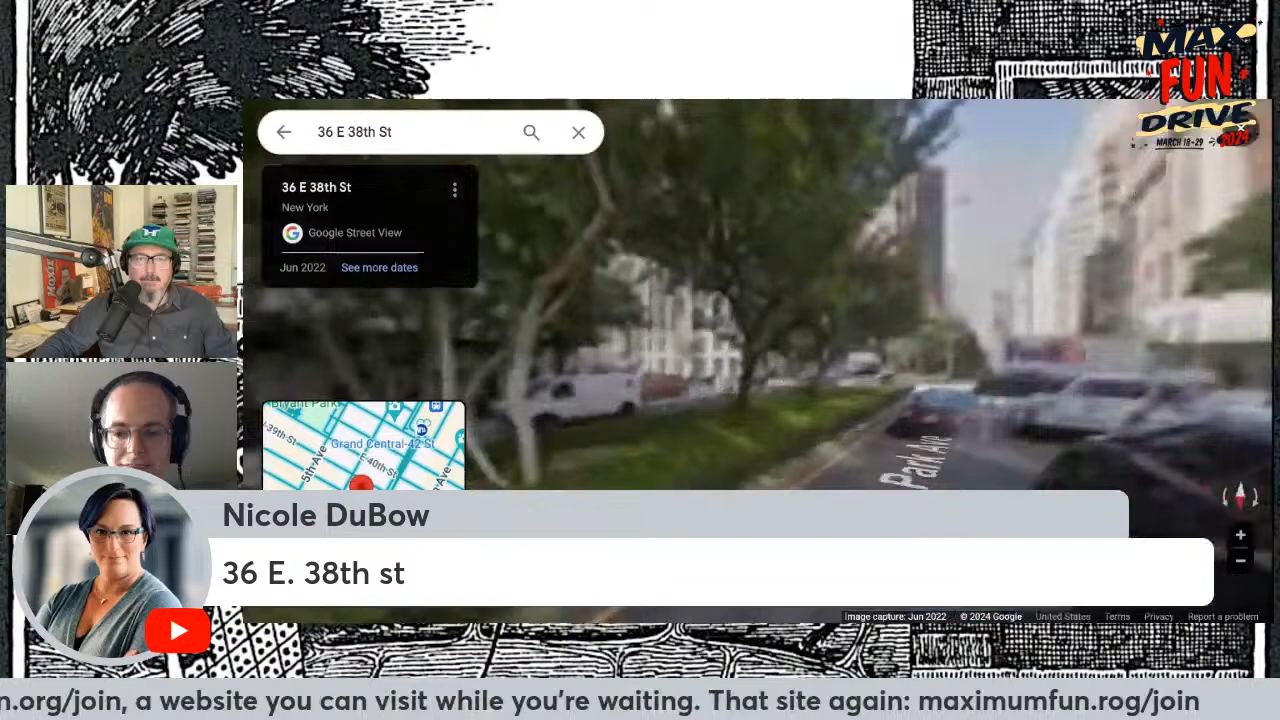 MAX
FUN
DRIVE
MARCH 18-29
2024
36 E 38th St
36 E 38th St
New York
Google Street View
Jun 2022 See more dates
MOXIE
Bryant Park
Grand Central-42 St
39th St
5th Ave
E 40th St
Park Ave
Nicole DuBow
36 E. 38th st
Image capture: Jun 2022 © 2024 Google United States Terms Privacy Report a problem
n.org/join, a website you can visit while you're waiting. That site again: maximumfun.rog/join